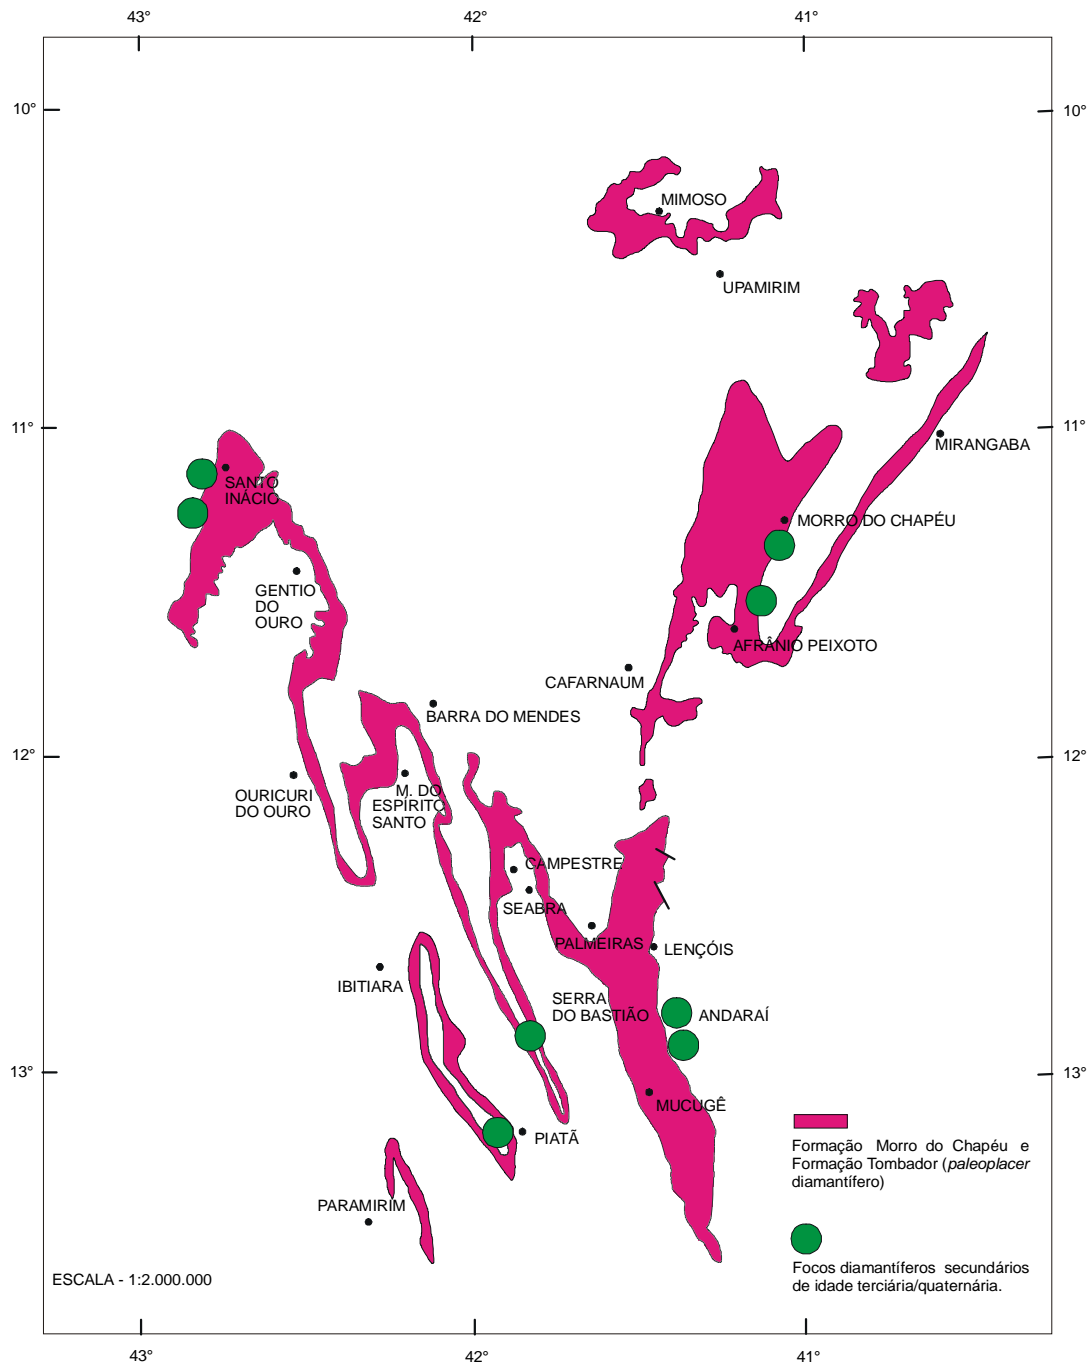 43°
42°
41°
10°
10°
MIMOSO
UPAMIRIM
11°
11°
MIRANGABA
SANTO
INÁCIO
MORRO DO CHAPÉU
GENTIO
DO
OURO
AFRÂNIO PEIXOTO
CAFARNAUM
BARRA DO MENDES
12°
12°
OURICURI
DO OURO
M. DO
ESPÍRITO
SANTO
CAMPESTRE
SEABRA
PALMEIRAS
LENÇÓIS
IBITIARA
SERRA
DO BASTIÃO
ANDARAÍ
13°
13°
MUCUGÊ
PIATÃ
Formação Morro do Chapéu e
Formação Tombador (paleoplacer
diamantífero)
PARAMIRIM
Focos diamantíferos secundários
de idade terciária/quaternária.
ESCALA - 1:2.000.000
43°
42°
41°